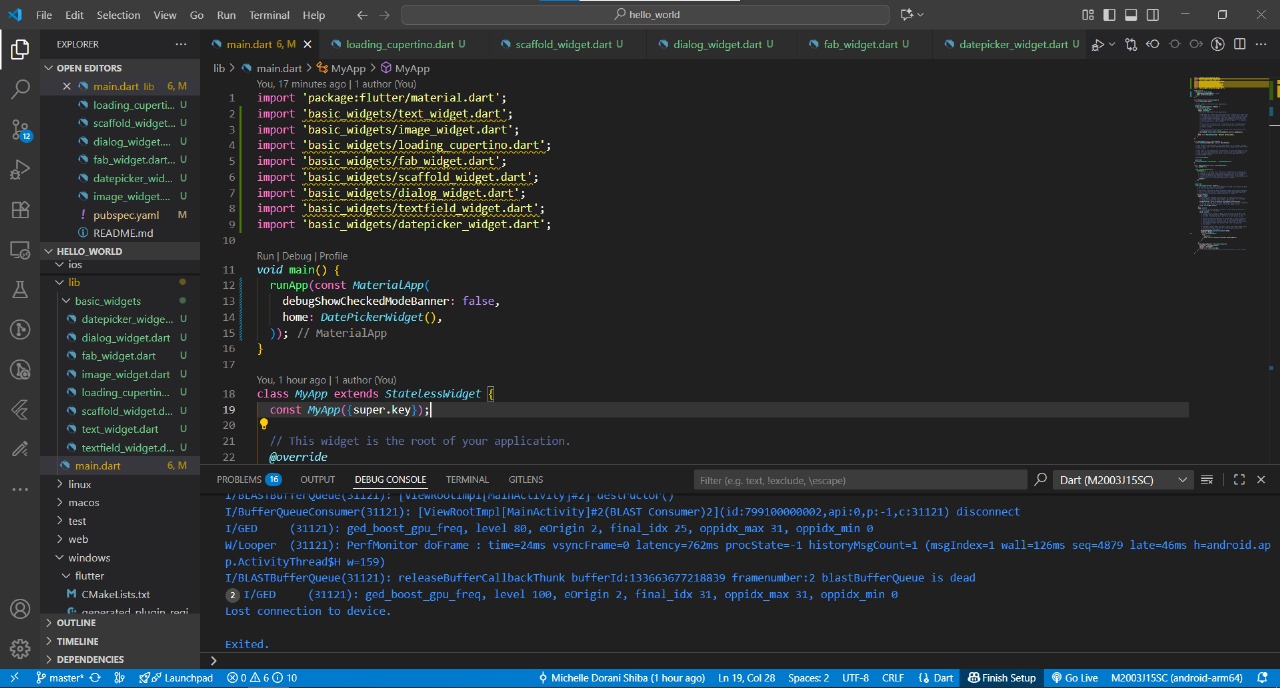 File Edit Selection View Go Run Terminal Help
hello_world
EXPLORER
OPEN EDITORS
main.dart lib 6, M
loading_cuperti... U
scaffold_widget... U
dialog_widget.... U
fab_widget.dart... U
datepicker_wid... U
image_widget.... U
pubspec.yaml M
README.md
HELLO_WORLD
ios
lib
basic_widgets
datepicker_widge... U
dialog_widget.dart U
fab_widget.dart U
image_widget.dart U
loading_cupertin... U
scaffold_widget.d... U
text_widget.dart U
textfield_widget.d... U
main.dart 6, M
linux
macos
test
web
windows
flutter
CMakeLists.txt
generated_plugin_regi
OUTLINE
TIMELINE
DEPENDENCIES
12
main.dart 6, M
loading_cupertino.dart U
scaffold_widget.dart U
dialog_widget.dart U
fab_widget.dart U
datepicker_widget.dart U
lib > main.dart > MyApp > MyApp
You, 17 minutes ago | 1 author (You)
1 import 'package:flutter/material.dart';
2 import 'basic_widgets/text_widget.dart';
3 import 'basic_widgets/image_widget.dart';
4 import 'basic_widgets/loading_cupertino.dart';
5 import 'basic_widgets/fab_widget.dart';
6 import 'basic_widgets/scaffold_widget.dart';
7 import 'basic_widgets/dialog_widget.dart';
8 import 'basic_widgets/textfield_widget.dart';
9 import 'basic_widgets/datepicker_widget.dart';
10
Run | Debug | Profile
11 void main() {
12 runApp(const MaterialApp(
13 debugShowCheckedModeBanner: false,
14 home: DatePickerWidget(),
15 )); // MaterialApp
16 }
17
You, 1 hour ago | 1 author (You)
18 class MyApp extends StatelessWidget {
19 const MyApp({super.key});
20
21 // This widget is the root of your application.
22 @override
PROBLEMS 16 OUTPUT DEBUG CONSOLE TERMINAL GITLENS
Filter (e.g. text, !exclude, \escape)
Dart (M2003J15SC)
I/BLASTBufferQueue(31121): [ViewRootImpl[MainActivity]#2] destructor()
I/BufferQueueConsumer(31121): [ViewRootImpl[MainActivity]#2(BLAST Consumer)2](id:799100000002,api:0,p:-1,c:31121) disconnect
I/GED (31121): ged_boost_gpu_freq, level 80, eOrigin 2, final_idx 25, oppidx_max 31, oppidx_min 0
W/Looper (31121): PerfMonitor doFrame : time=24ms vsyncFrame=0 latency=762ms procState=-1 historyMsgCount=1 (msgIndex=1 wall=126ms seq=4879 late=46ms h=android.ap
p.ActivityThread$H w=159)
I/BLASTBufferQueue(31121): releaseBufferCallbackThunk bufferId:133663677218839 framenumber:2 blastBufferQueue is dead
2 I/GED (31121): ged_boost_gpu_freq, level 100, eOrigin 2, final_idx 31, oppidx_max 31, oppidx_min 0
Lost connection to device.
Exited.
master* Launchpad 0 6 10 Michelle Dorani Shiba (1 hour ago) Ln 19, Col 28 Spaces: 2 UTF-8 CRLF {} Dart Finish Setup Go Live M2003J15SC (android-arm64)